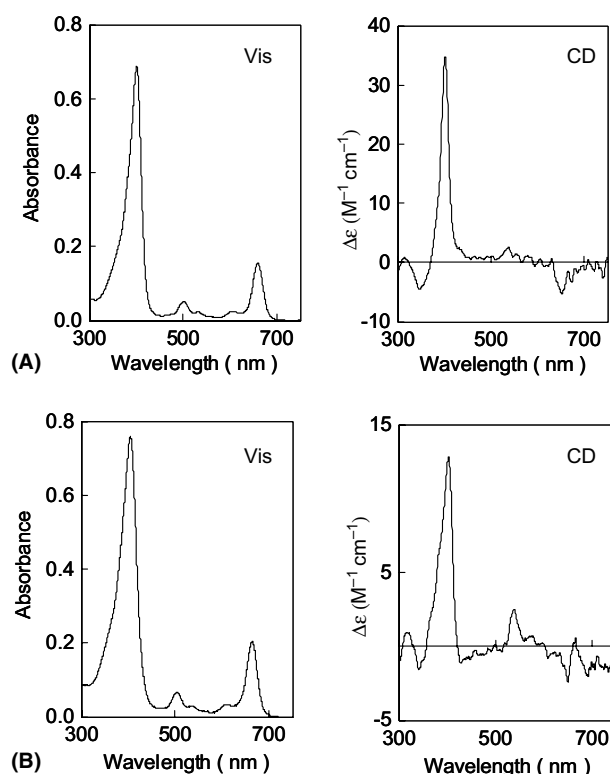 0.8
0.6
0.4
0.2
0.0
300
500
700
Absorbance
Wavelength ( nm )
Vis
40
30
20
10
0
-10
300
500
700
Δε (M⁻¹ cm⁻¹)
Wavelength ( nm )
CD
(A)
0.8
0.6
0.4
0.2
0.0
300
500
700
Absorbance
Wavelength ( nm )
Vis
15
5
-5
300
500
700
Δε (M⁻¹ cm⁻¹)
Wavelength ( nm )
CD
(B)